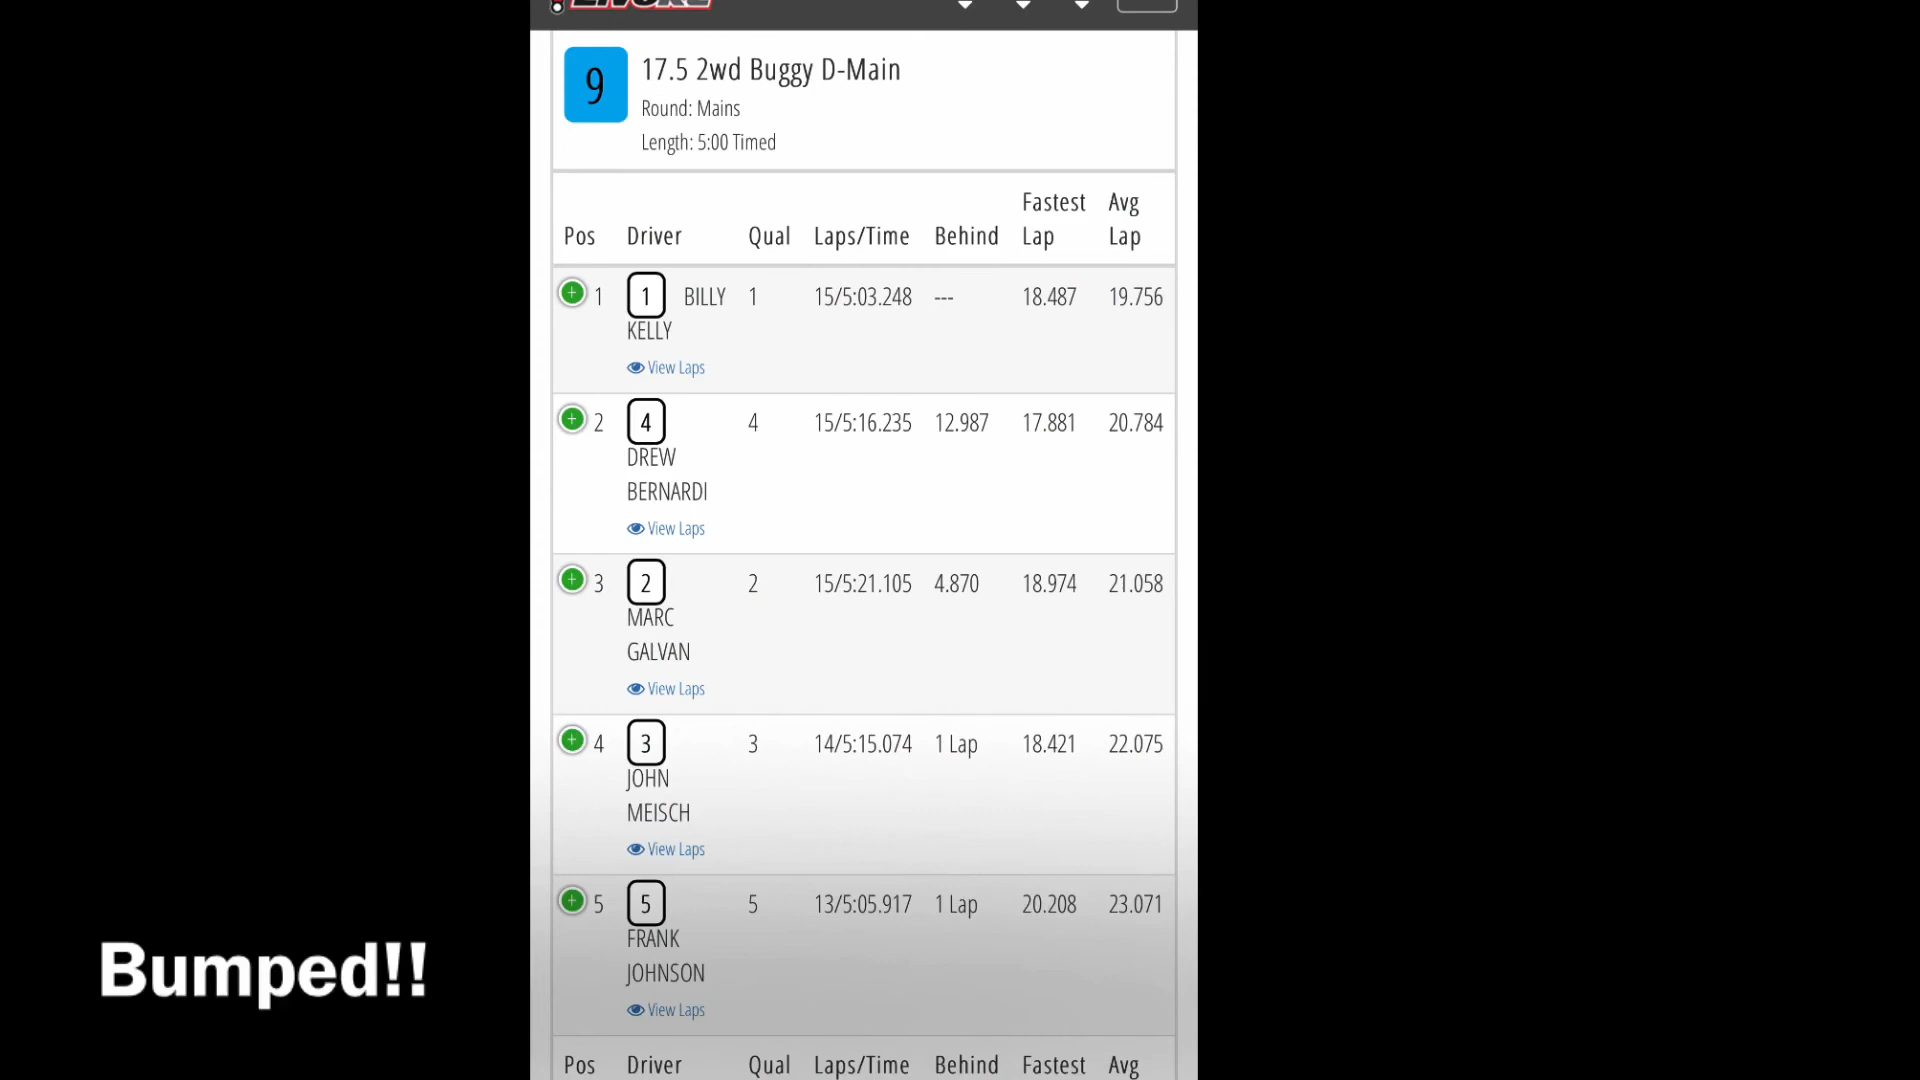 9
17.5 2wd Buggy D-Main
Round: Mains
Length: 5:00 Timed
Pos Driver Qual Laps/Time Behind Fastest Lap Avg Lap
1 1 BILLY 1 15/5:03.248 --- 18.487 19.756
KELLY
View Laps
2 4 4 15/5:16.235 12.987 17.881 20.784
DREW
BERNARDI
View Laps
3 2 2 15/5:21.105 4.870 18.974 21.058
MARC
GALVAN
View Laps
4 3 3 14/5:15.074 1 Lap 18.421 22.075
JOHN
MEISCH
View Laps
5 5 5 13/5:05.917 1 Lap 20.208 23.071
FRANK
JOHNSON
View Laps
Bumped!!
Pos Driver Qual Laps/Time Behind Fastest Avg